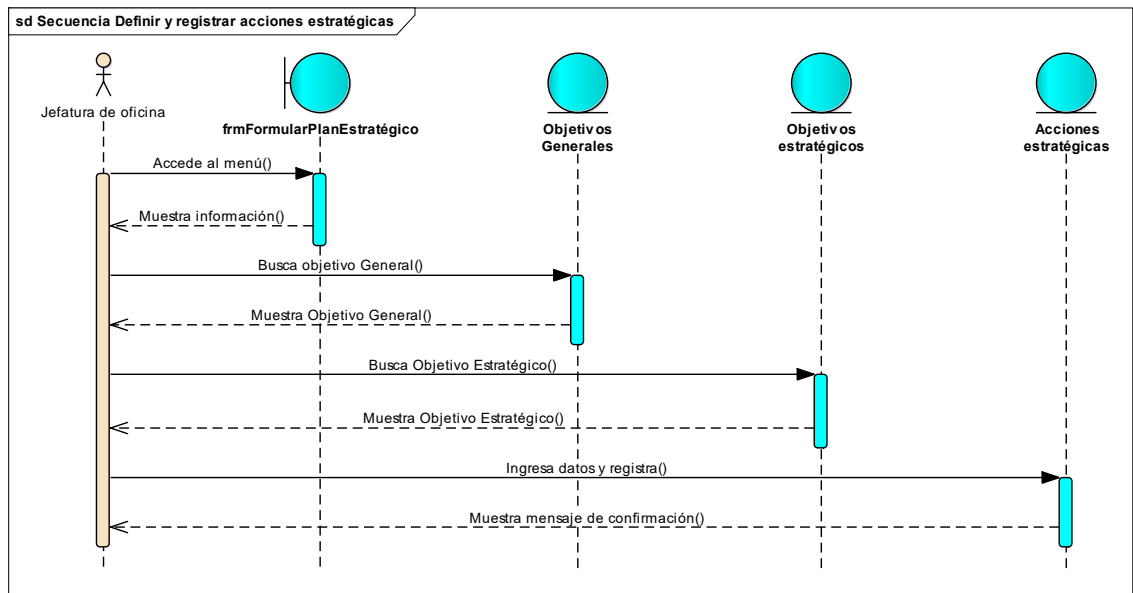 sd Secuencia Definir y registrar acciones estratégicas
Jefatura de oficina
frmFormularPlanEstratégico
Objetivos
Generales
Objetivos
estratégicos
Acciones
estratégicas
Accede al menú()
Muestra información()
Busca objetivo General()
Muestra Objetivo General()
Busca Objetivo Estratégico()
Muestra Objetivo Estratégico()
Ingresa datos y registra()
Muestra mensaje de confirmación()